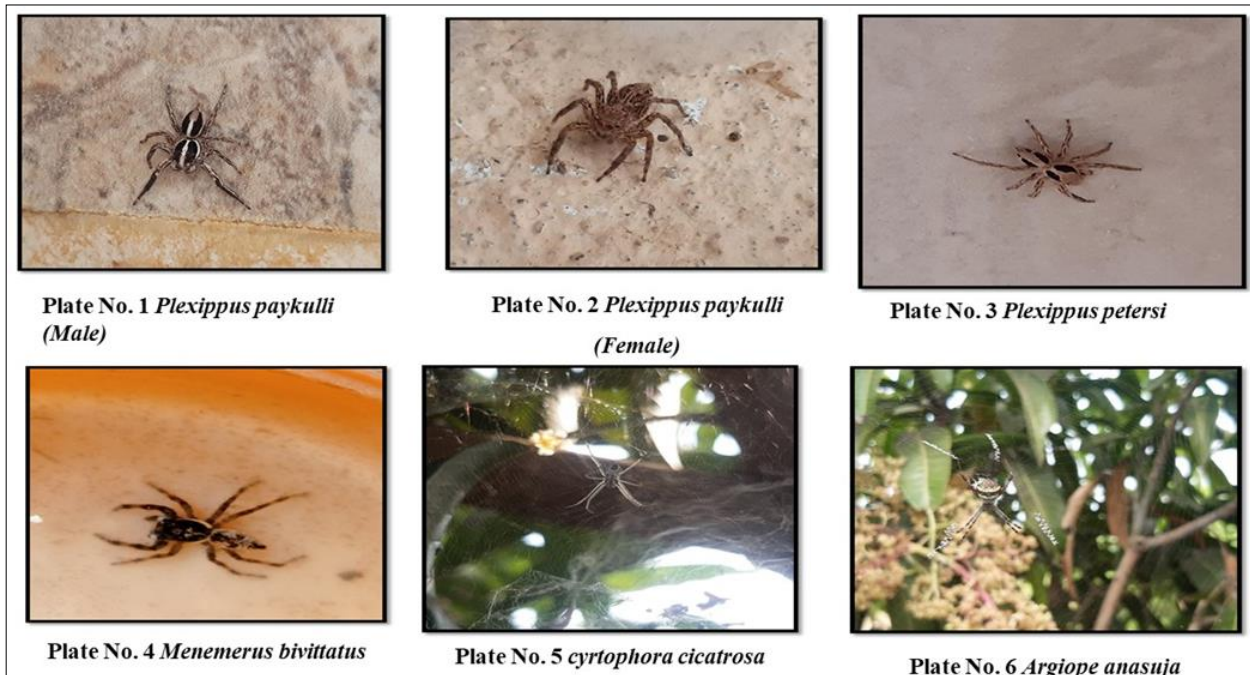 Plate No. 1 Plexippus paykulli
(Male)
Plate No. 2 Plexippus paykulli
(Female)
Plate No. 3 Plexippus petersi
Plate No. 4 Menemerus bivittatus
Plate No. 5 cyrtophora cicatrosa
Plate No. 6 Argiope anasuja